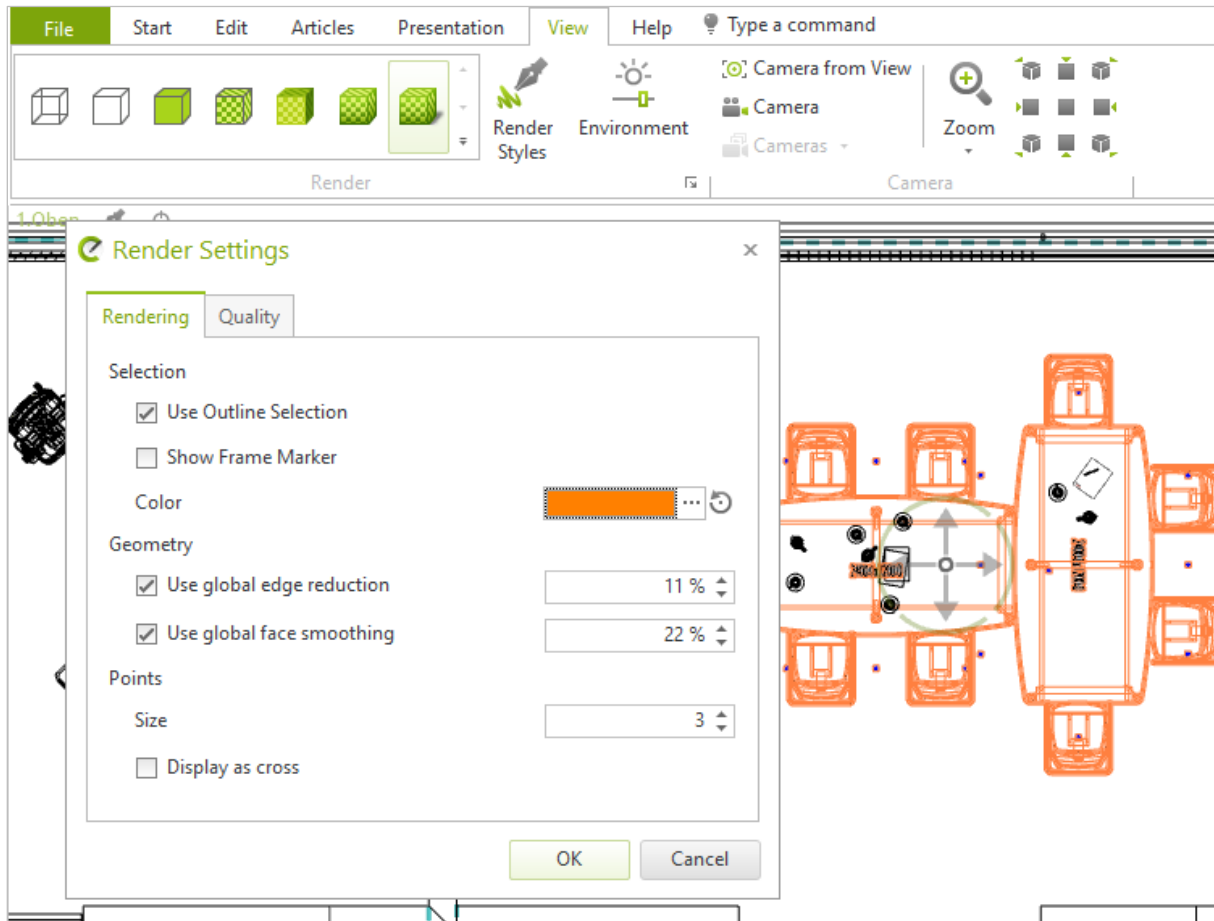 File Start Edit Articles Presentation View Help Type a command
Render
Styles
Environment
Camera from View
Camera
Cameras
Zoom
Render
Camera
1.Oben
Render Settings
Rendering Quality
Selection
Use Outline Selection
Show Frame Marker
Color
Geometry
Use global edge reduction 11 %
Use global face smoothing 22 %
Points
Size 3
Display as cross
OK Cancel